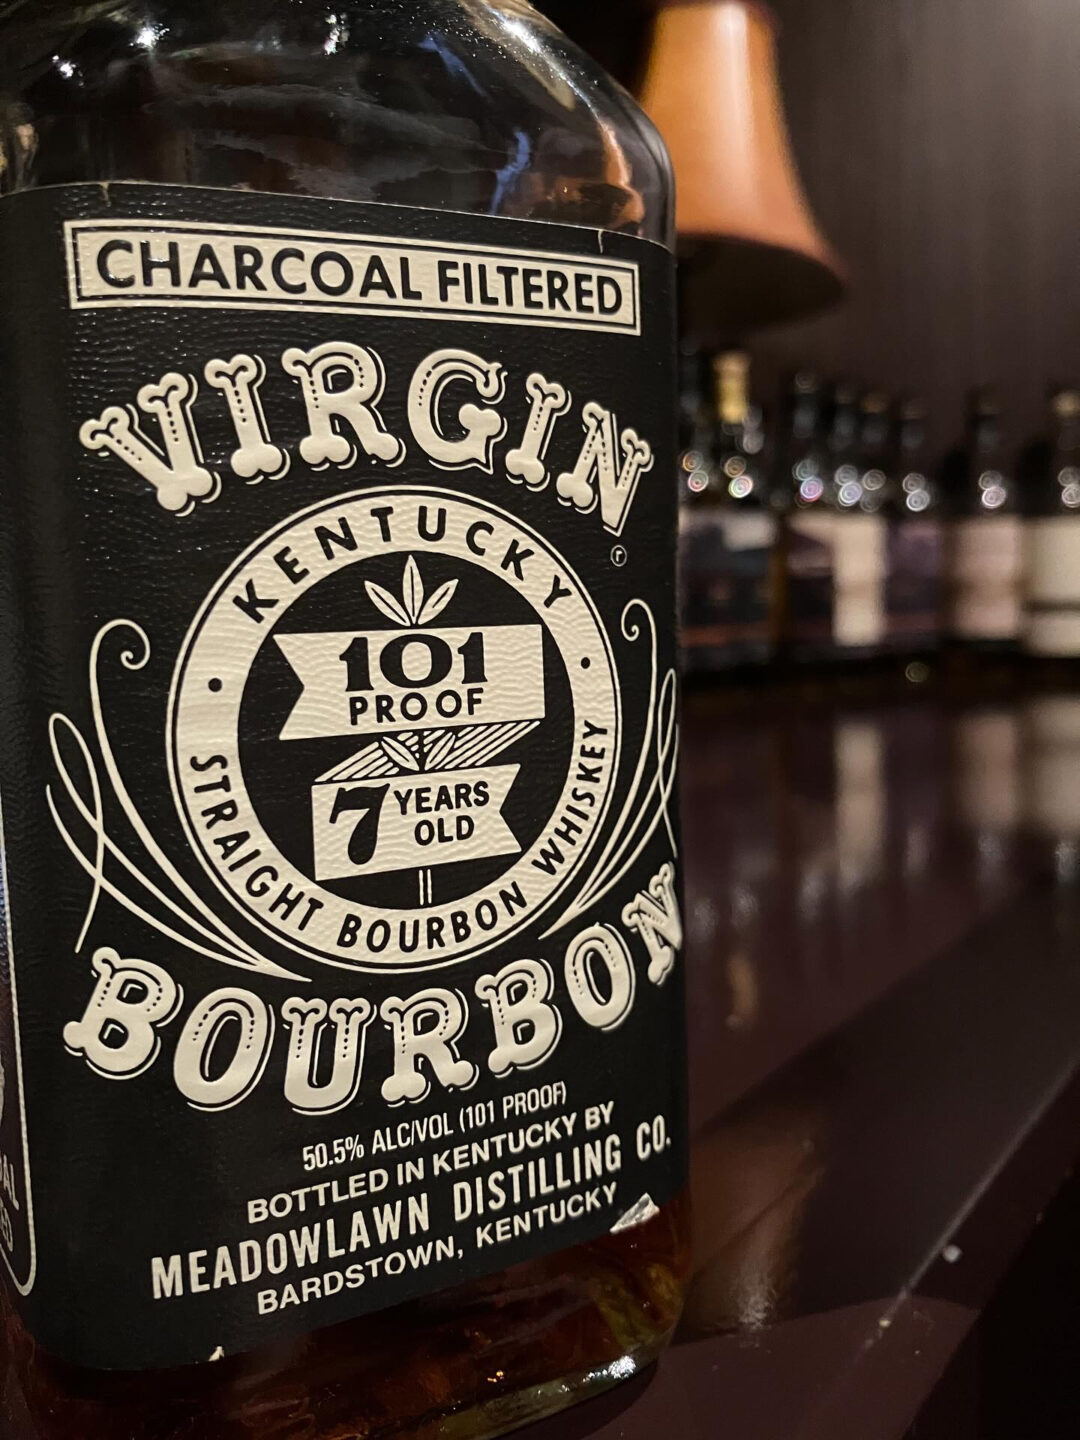 CHARCOAL FILTERED
VIRGIN
®
KENTUCKY
101
PROOF
7 YEARS
OLD
STRAIGHT BOURBON WHISKEY
BOURBON
50.5% ALC/VOL (101 PROOF)
BOTTLED IN KENTUCKY BY
MEADOWLAWN DISTILLING CO.
BARDSTOWN, KENTUCKY